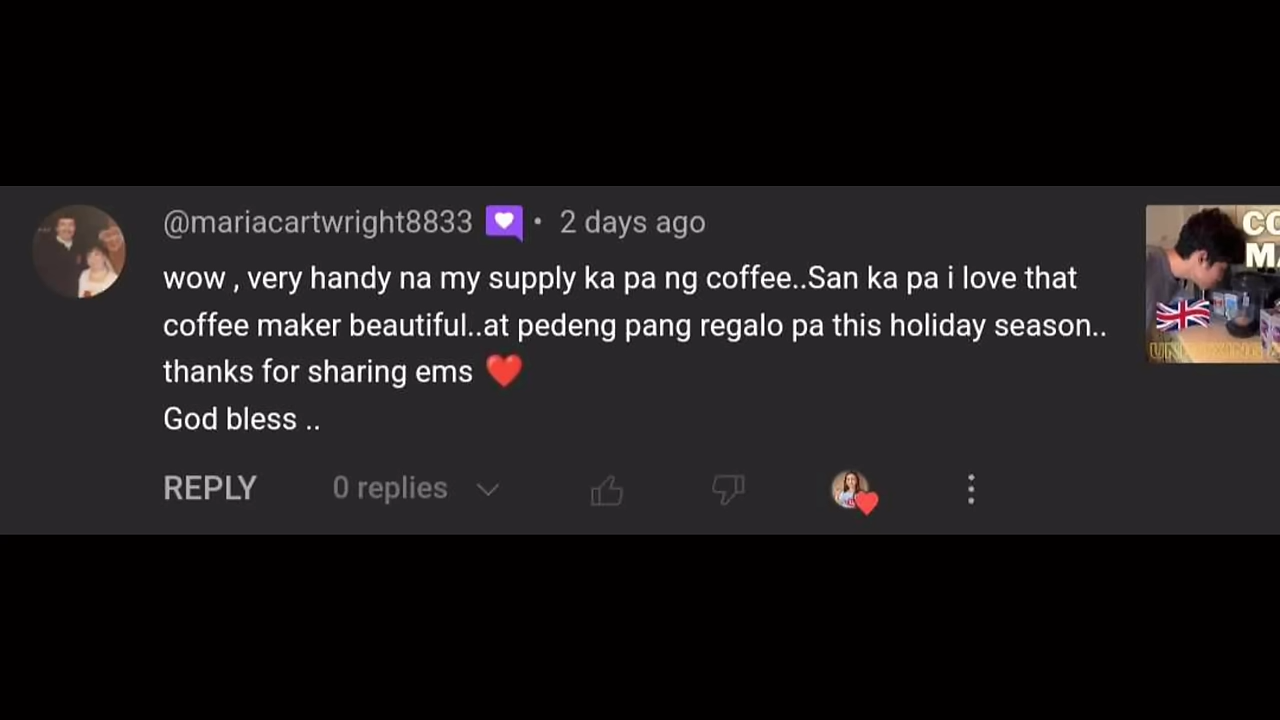 @mariacartwright8833 • 2 days ago
wow , very handy na my supply ka pa ng coffee..San ka pa i love that
coffee maker beautiful..at pedeng pang regalo pa this holiday season..
thanks for sharing ems ❤️
God bless ..
REPLY 0 replies